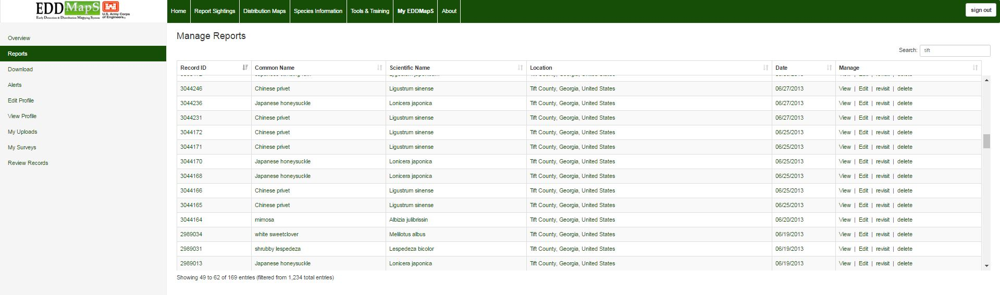 EDDMapS
Early Detection & Distribution Mapping System
U.S. Army Corps
of Engineers®
Home
Report Sightings
Distribution Maps
Species Information
Tools & Training
My EDDMapS
About
sign out
Overview
Reports
Download
Alerts
Edit Profile
View Profile
My Uploads
My Surveys
Review Records
Manage Reports
Search: tift
Record ID Common Name Scientific Name Location Date Manage
Tift County, Georgia, United States
3044246 Chinese privet Ligustrum sinense Tift County, Georgia, United States 06/27/2013 View | Edit | revisit | delete
3044236 Japanese honeysuckle Lonicera japonica Tift County, Georgia, United States 06/27/2013 View | Edit | revisit | delete
3044231 Chinese privet Ligustrum sinense Tift County, Georgia, United States 06/27/2013 View | Edit | revisit | delete
3044172 Chinese privet Ligustrum sinense Tift County, Georgia, United States 06/25/2013 View | Edit | revisit | delete
3044171 Chinese privet Ligustrum sinense Tift County, Georgia, United States 06/25/2013 View | Edit | revisit | delete
3044170 Japanese honeysuckle Lonicera japonica Tift County, Georgia, United States 06/25/2013 View | Edit | revisit | delete
3044168 Japanese honeysuckle Lonicera japonica Tift County, Georgia, United States 06/25/2013 View | Edit | revisit | delete
3044166 Chinese privet Ligustrum sinense Tift County, Georgia, United States 06/25/2013 View | Edit | revisit | delete
3044165 Chinese privet Ligustrum sinense Tift County, Georgia, United States 06/25/2013 View | Edit | revisit | delete
3044164 mimosa Albizia julibrissin Tift County, Georgia, United States 06/20/2013 View | Edit | revisit | delete
2989034 white sweetclover Melilotus albus Tift County, Georgia, United States 06/19/2013 View | Edit | revisit | delete
2989031 shrubby lespedeza Lespedeza bicolor Tift County, Georgia, United States 06/19/2013 View | Edit | revisit | delete
2989013 Japanese honeysuckle Lonicera japonica Tift County, Georgia, United States 06/19/2013 View | Edit | revisit | delete
Showing 49 to 62 of 169 entries (filtered from 1,234 total entries)